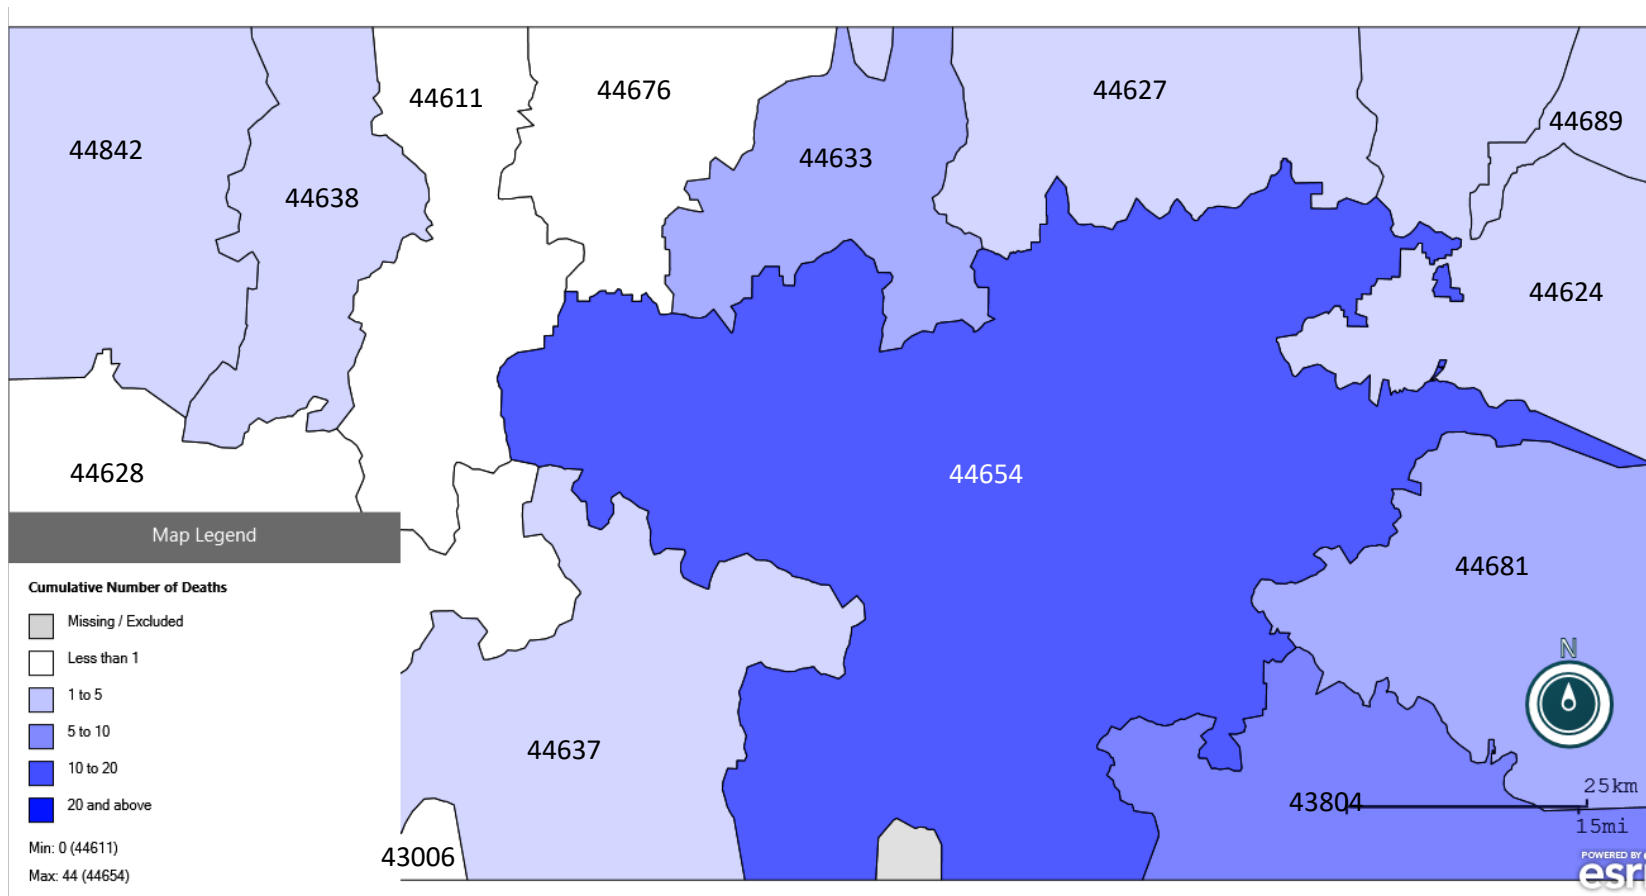 44676
44627
44611
44689
44842
44633
44638
44624
44628
44654
Map Legend
44681
Cumulative Number of Deaths
Missing / Excluded
N
Less than 1
1 to 5
5 to 10
44637
10 to 20
25km
20 and above
43804
15mi
Min: 0 (44611)
43006
POWERED BY
Max: 44 (44654)
esri